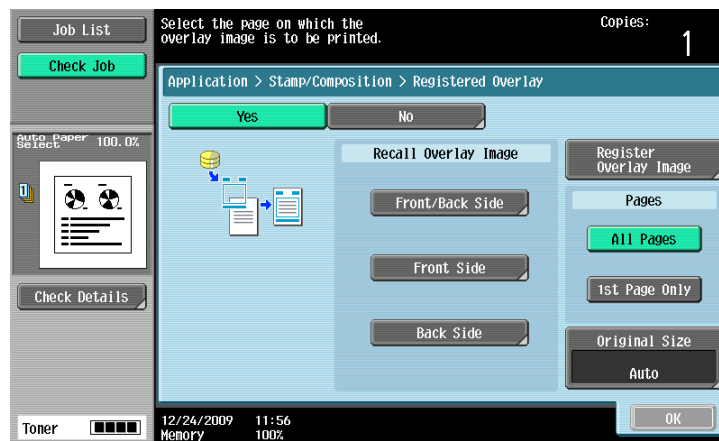 Job List
Check Job
Select the page on which the
overlay image is to be printed.
Copies:
1
Application > Stamp/Composition > Registered Overlay
Yes
No
Auto Paper
Select
100.0%
1
Recall Overlay Image
Front/Back Side
Front Side
Back Side
Register
Overlay Image
Pages
All Pages
1st Page Only
Original Size
Auto
Check Details
Toner
12/24/2009 11:56
Memory 100%
OK